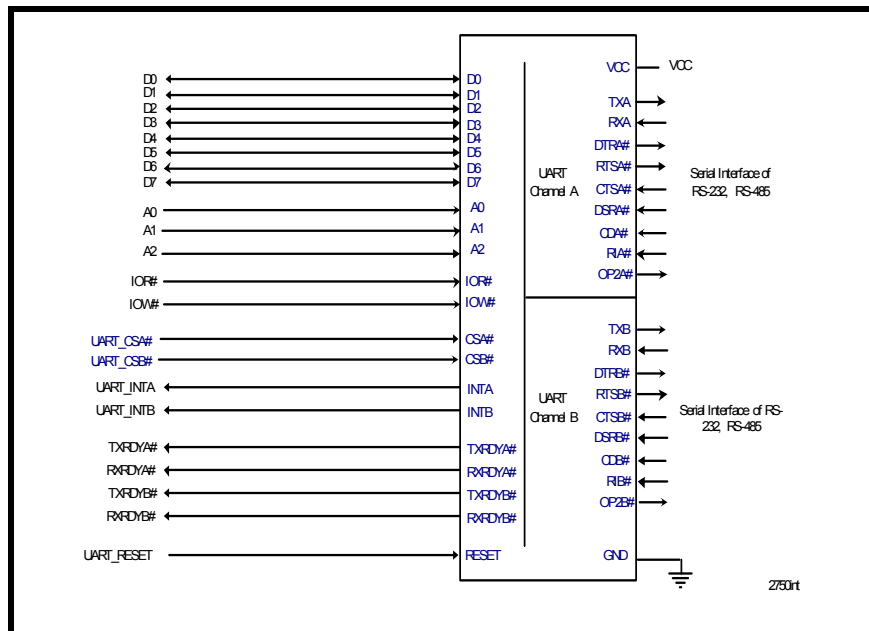 D0
D1
D2
D3
D4
D5
D6
D7
A0
A1
A2
IOR#
IOW#
UART_CSA#
UART_CSB#
UART_INTA
UART_INTB
TXRDYA#
RXRDYA#
TXRDYB#
RXRDYB#
UART_RESET
D0
D1
D2
D3
D4
D5
D6
D7
A0
A1
A2
IOR#
IOW#
CSA#
CSB#
INTA
INTB
TXRDYA#
RXRDYA#
TXRDYB#
RXRDYB#
RESET
UART
Channel A
UART
Channel B
VCC
TXA
RXA
DTRA#
RTSA#
CTSA#
DSRA#
CDA#
RIA#
OP2A#
TXB
RXB
DTRB#
RTSB#
CTSB#
DSRB#
CDB#
RIB#
OP2B#
GND
VCC
Serial Interface of
RS-232, RS-485
Serial Interface of RS-
232, RS-485
2750int